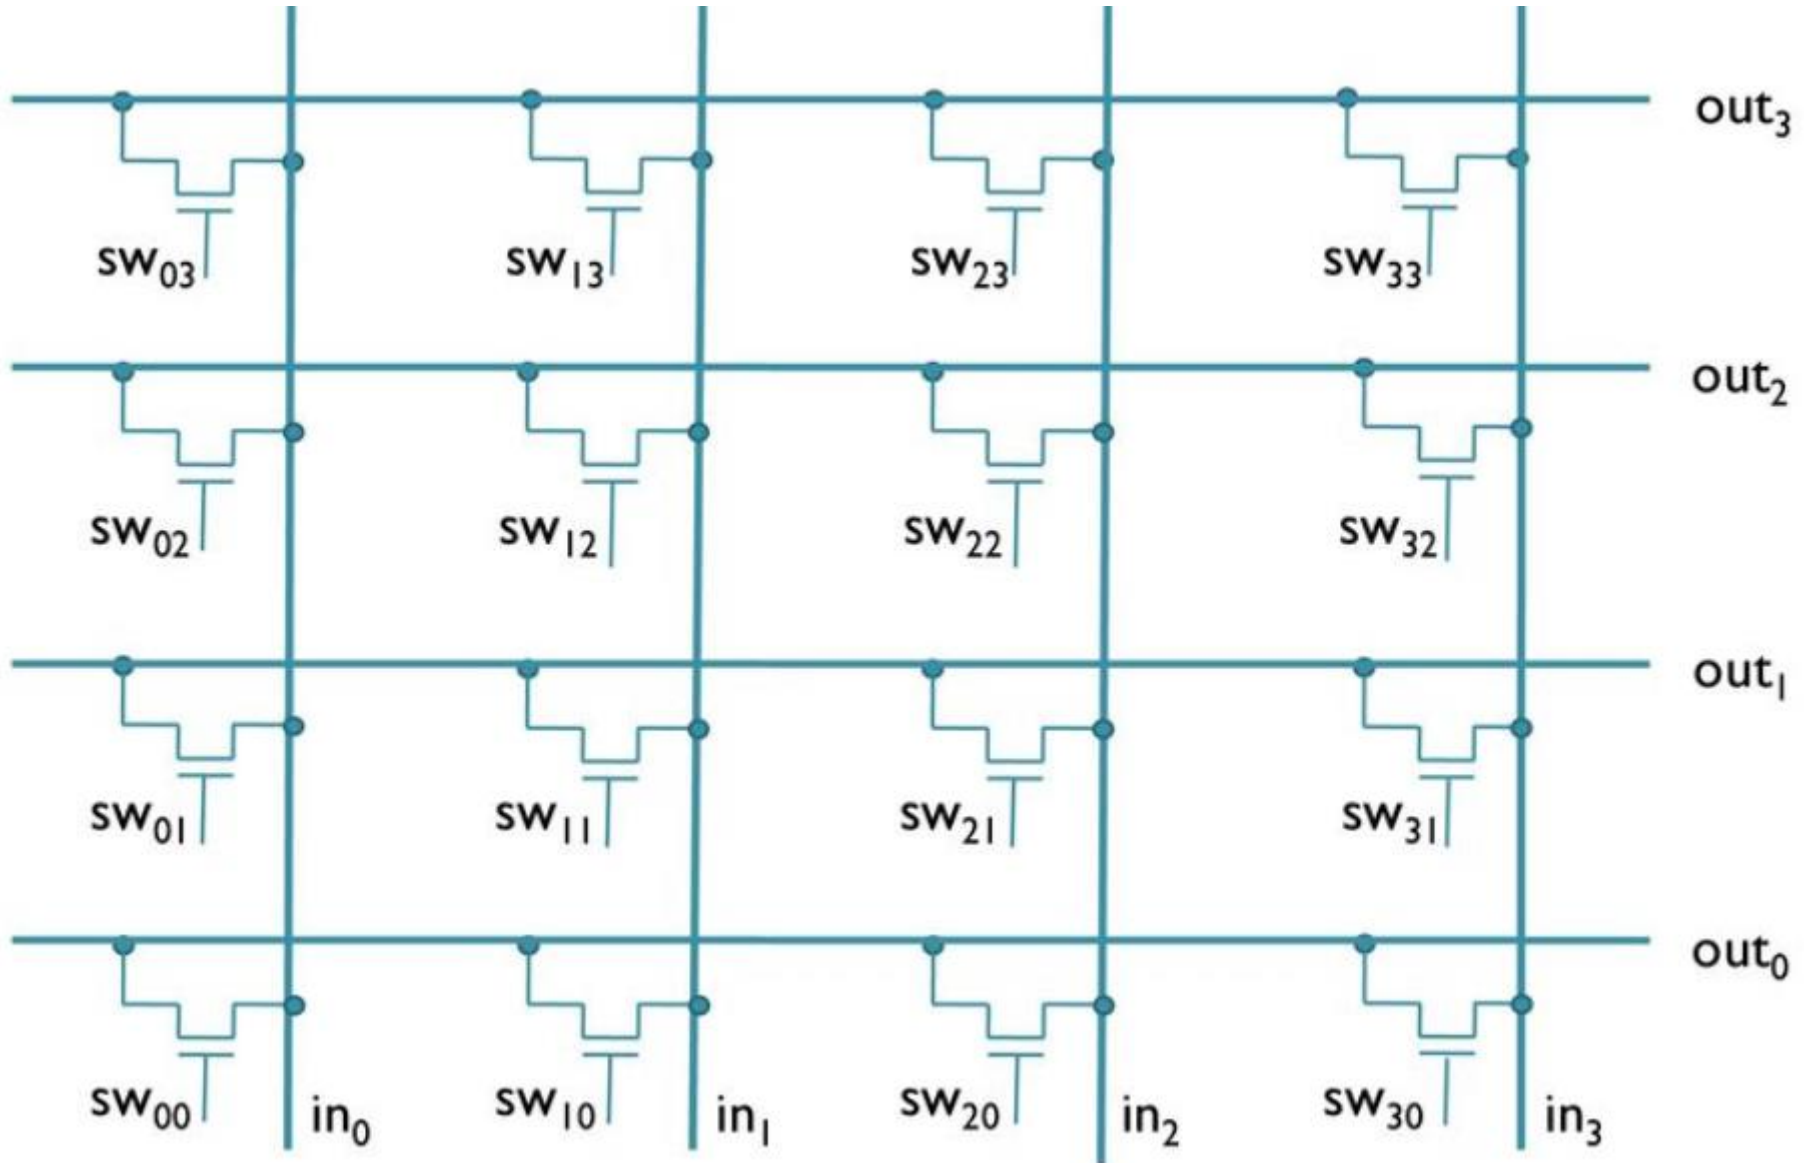 out₃
sw₀₃ sw₁₃ sw₂₃ sw₃₃
out₂
sw₀₂ sw₁₂ sw₂₂ sw₃₂
out₁
sw₀₁ sw₁₁ sw₂₁ sw₃₁
out₀
sw₀₀ in₀ sw₁₀ in₁ sw₂₀ in₂ sw₃₀ in₃